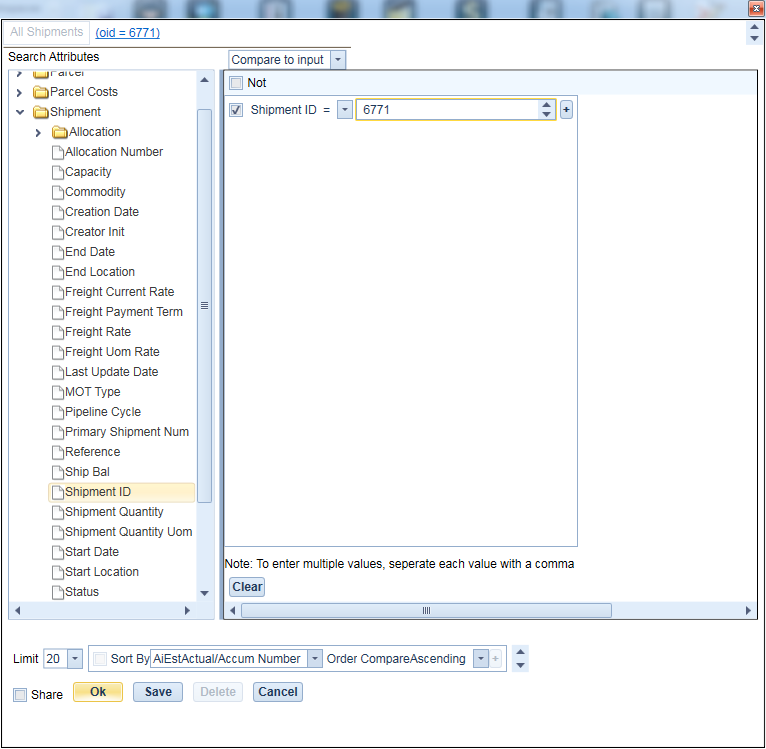 All Shipments (oid = 6771)
Search Attributes
Compare to input
Parcel
Parcel Costs
Shipment
Allocation
Allocation Number
Capacity
Commodity
Creation Date
Creator Init
End Date
End Location
Freight Current Rate
Freight Payment Term
Freight Rate
Freight Uom Rate
Last Update Date
MOT Type
Pipeline Cycle
Primary Shipment Num
Reference
Ship Bal
Shipment ID
Shipment Quantity
Shipment Quantity Uom
Start Date
Start Location
Status
Not
Shipment ID = 6771 +
Note: To enter multiple values, seperate each value with a comma
Clear
Limit 20 Sort By AiEstActual/Accum Number Order CompareAscending +
Share Ok Save Delete Cancel